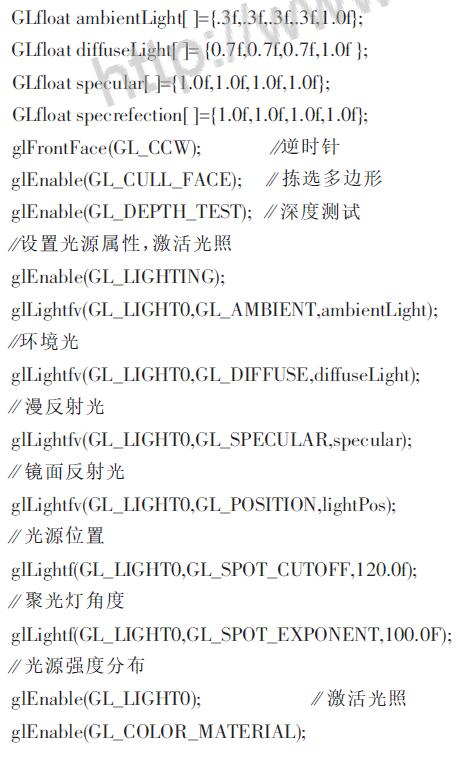 http://www
GLfloat ambientLight[ ]={.3f,.3f,.3f,.3f,1.0f};
GLfloat diffuseLight[ ]= {0.7f,0.7f,0.7f,1.0f };
GLfloat specular[ ]={1.0f,1.0f,1.0f,1.0f};
GLfloat specrefection[ ]={1.0f,1.0f,1.0f,1.0f};
glFrontFace(GL_CCW); //逆时针
glEnable(GL_CULL_FACE); //拣选多边形
glEnable(GL_DEPTH_TEST); //深度测试
//设置光源属性,激活光照
glEnable(GL_LIGHTING);
glLightfv(GL_LIGHT0,GL_AMBIENT,ambientLight);
//环境光
glLightfv(GL_LIGHT0,GL_DIFFUSE,diffuseLight);
//漫反射光
glLightfv(GL_LIGHT0,GL_SPECULAR,specular);
//镜面反射光
glLightfv(GL_LIGHT0,GL_POSITION,lightPos);
//光源位置
glLightf(GL_LIGHT0,GL_SPOT_CUTOFF,120.0f);
//聚光灯角度
glLightf(GL_LIGHT0,GL_SPOT_EXPONENT,100.0F);
//光源强度分布
glEnable(GL_LIGHT0); //激活光照
glEnable(GL_COLOR_MATERIAL);